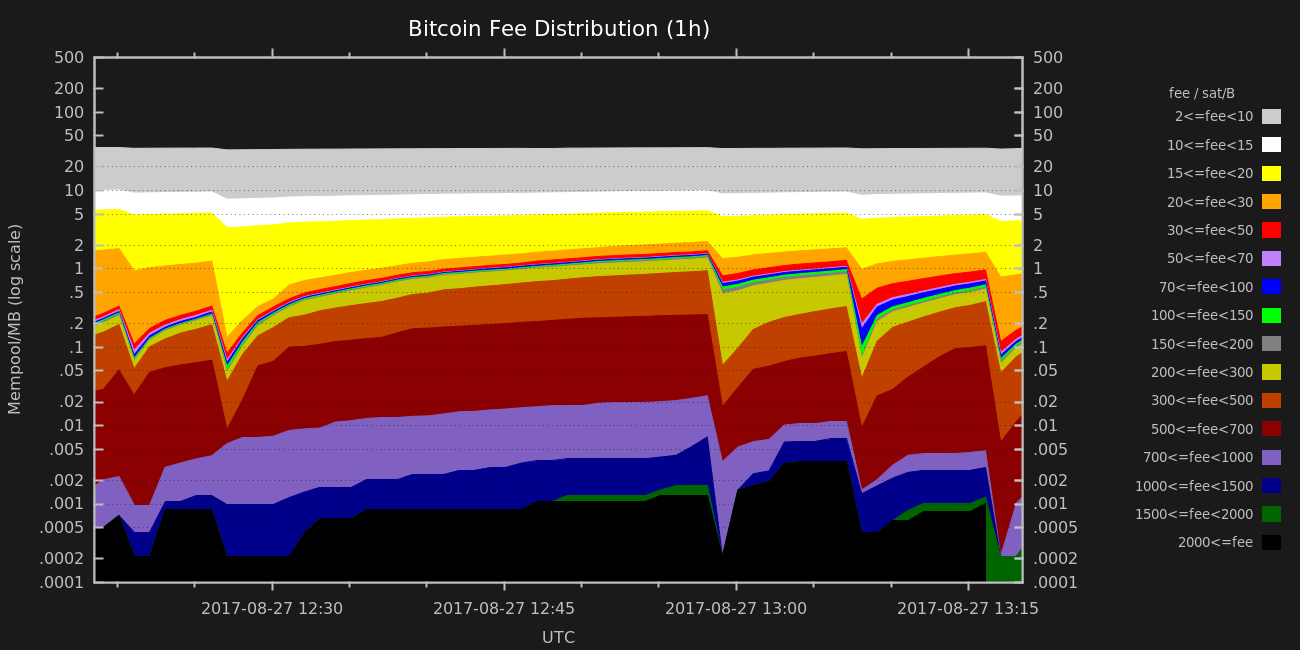 Bitcoin Fee Distribution (1h)
500
200
100
50
20
10
5
2
1
.5
.2
.1
.05
.02
.01
.005
.002
.001
.0005
.0002
.0001
Mempool/MB (log scale)
500
200
100
50
20
10
5
2
1
.5
.2
.1
.05
.02
.01
.005
.002
.001
.0005
.0002
.0001
2017-08-27 12:30
2017-08-27 12:45
2017-08-27 13:00
2017-08-27 13:15
UTC
fee / sat/B
2<=fee<10
10<=fee<15
15<=fee<20
20<=fee<30
30<=fee<50
50<=fee<70
70<=fee<100
100<=fee<150
150<=fee<200
200<=fee<300
300<=fee<500
500<=fee<700
700<=fee<1000
1000<=fee<1500
1500<=fee<2000
2000<=fee